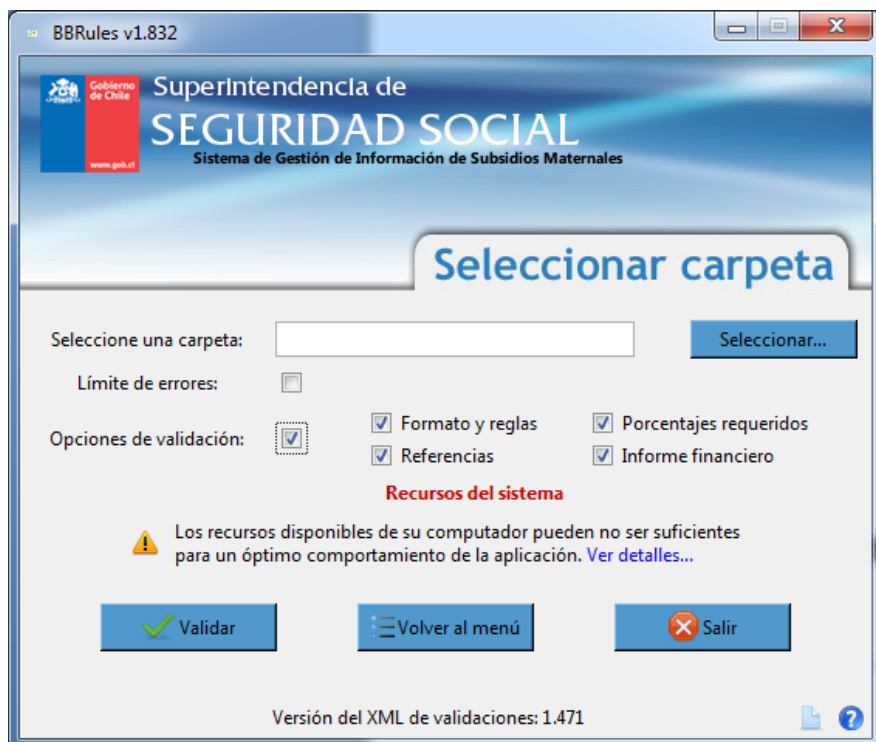 BBRules v1.832
Gobierno
de Chile
www.gob.cl
Superintendencia de
SEGURIDAD SOCIAL
Sistema de Gestión de Información de Subsidios Maternales
Seleccionar carpeta
Seleccione una carpeta:
Seleccionar...
Límite de errores:
Opciones de validación:
Formato y reglas
Porcentajes requeridos
Referencias
Informe financiero
Recursos del sistema
Los recursos disponibles de su computador pueden no ser suficientes
para un óptimo comportamiento de la aplicación. Ver detalles...
Validar
Volver al menú
Salir
Versión del XML de validaciones: 1.471